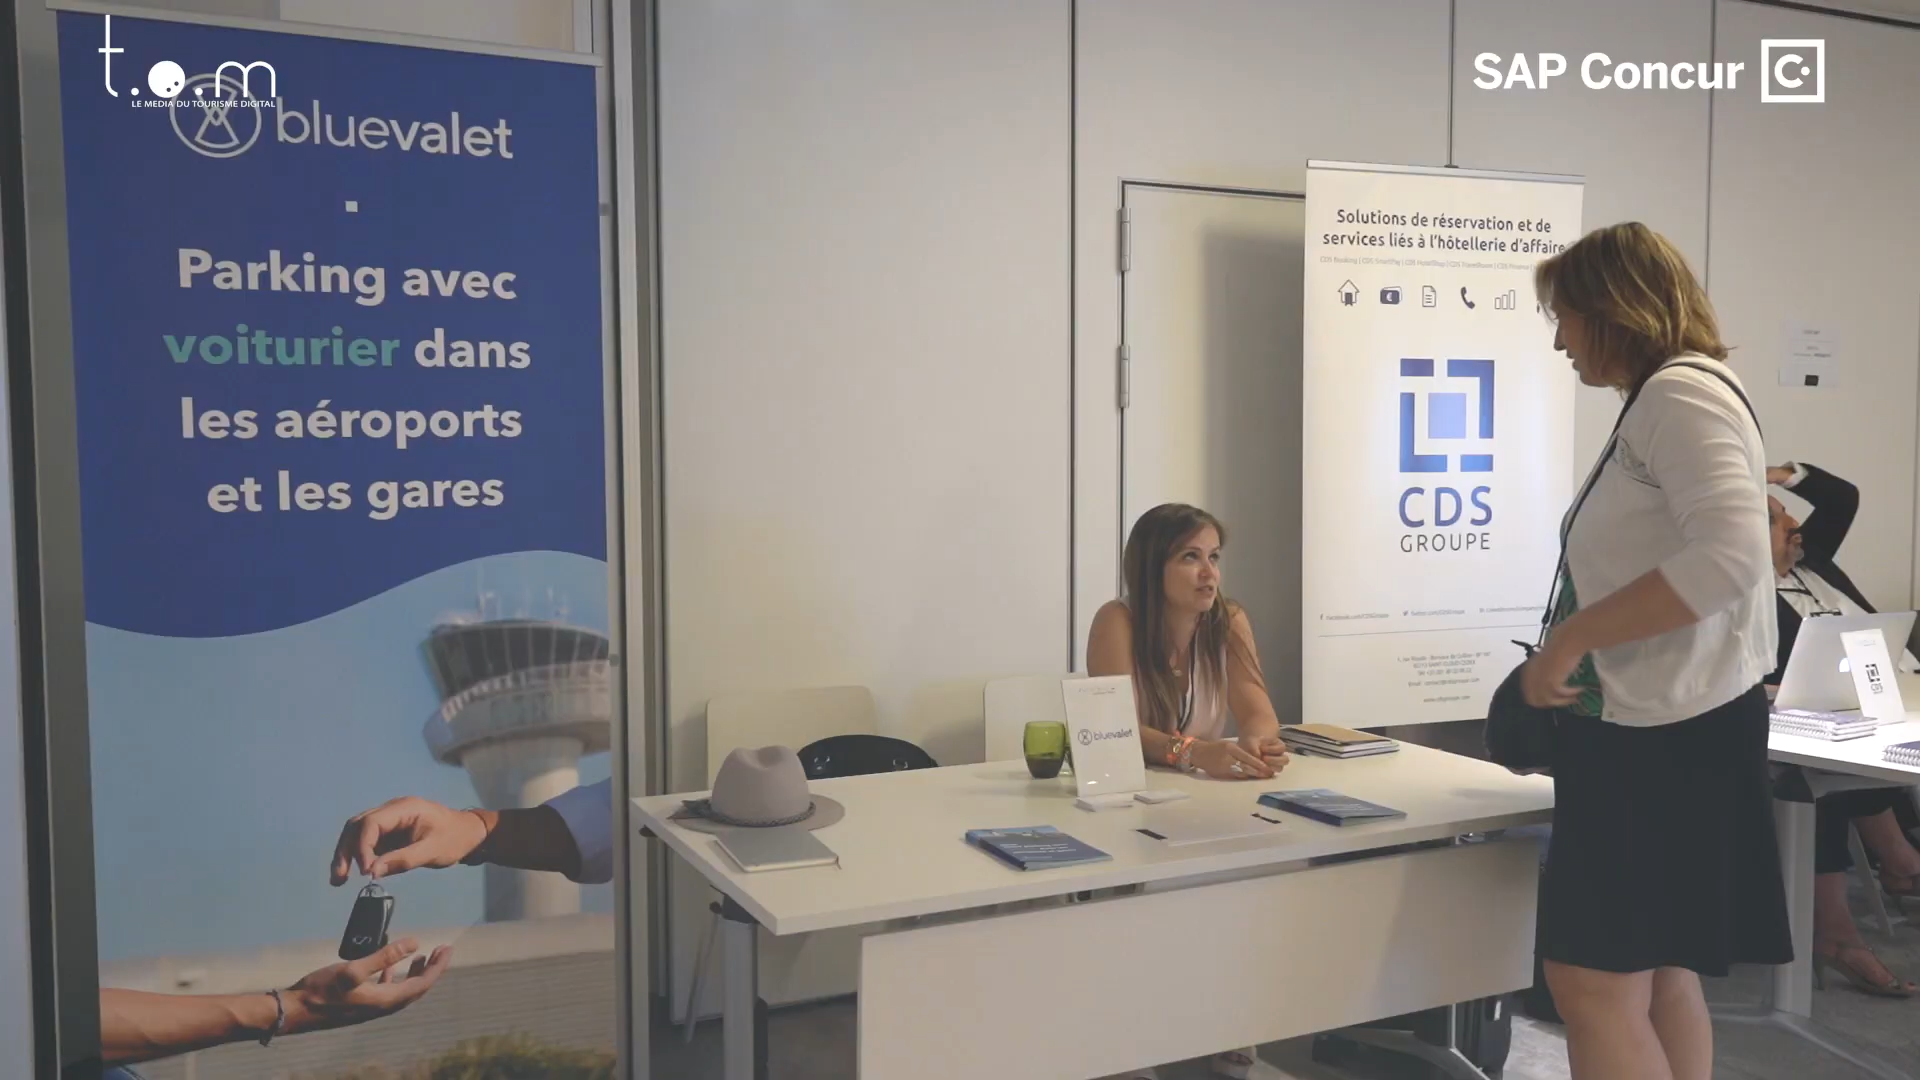 t.o.m
LE MEDIA DU TOURISME DIGITAL
bluevalet
Parking avec
voiturier dans
les aéroports
et les gares
SAP Concur
Solutions de réservation et de
services liés à l'hôtellerie d'affaire
CDS
GROUPE
bluevalet